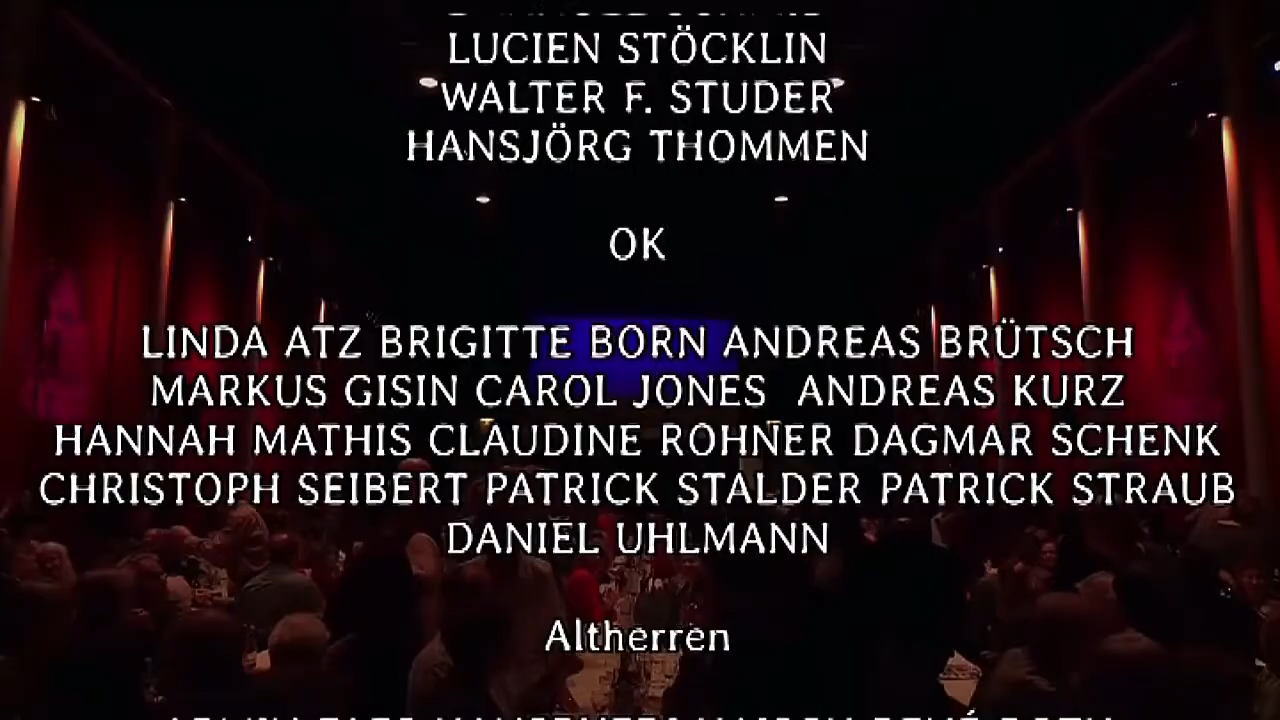 LUCIEN STÖCKLIN
WALTER F. STUDER
HANSJÖRG THOMMEN
OK
LINDA ATZ BRIGITTE BORN ANDREAS BRÜTSCH
MARKUS GISIN CAROL JONES ANDREAS KURZ
HANNAH MATHIS CLAUDINE ROHNER DAGMAR SCHENK
CHRISTOPH SEIBERT PATRICK STALDER PATRICK STRAUB
DANIEL UHLMANN
Altherren